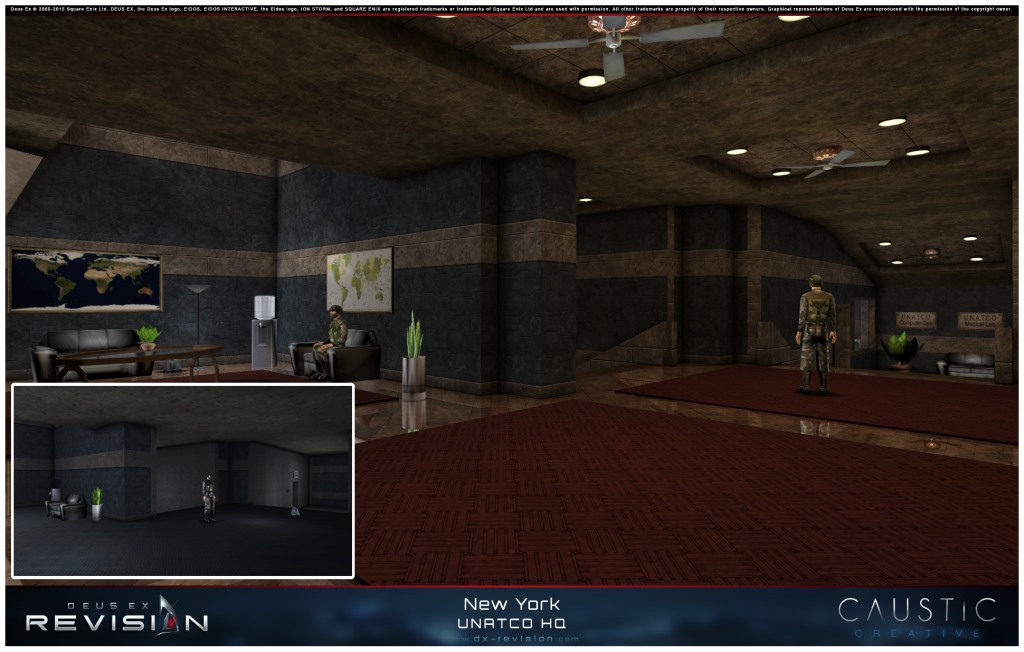 Deus Ex © 2000-2015 Square Enix Ltd. DEUS EX, the Deus Ex logo, EIDOS, EIDOS INTERACTIVE, the Eidos logo, ION STORM, and SQUARE ENIX are registered trademarks or trademarks of Square Enix Ltd and are used with permission. All other trademarks are property of their respective owners. Graphical representations of Deus Ex are reproduced with the permission of the copyright owner.
UNATCO
Computer Ops
UNATCO
Medical Lab
DEUS EX
REVISION
New York
UNATCO HQ
www.dx-revision.com
CAUSTIC
CREATIVE